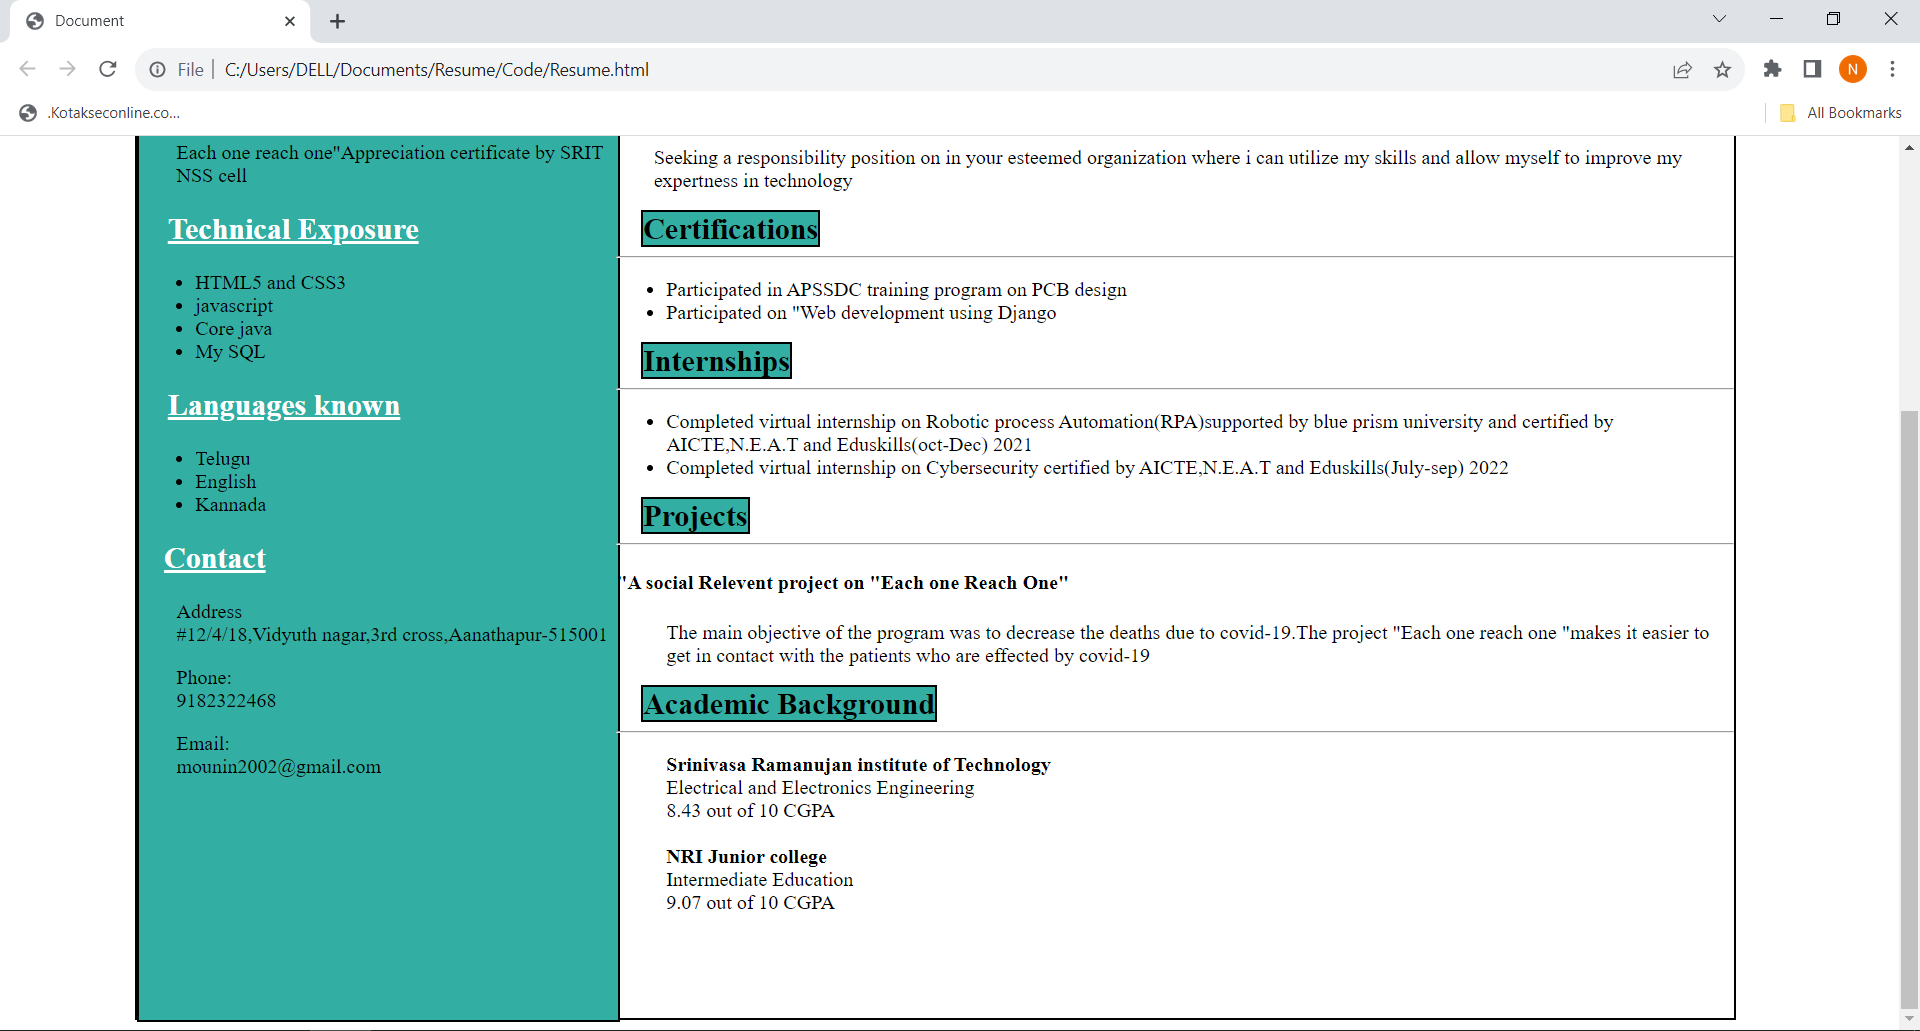 Document
File
C:/Users/DELL/Documents/Resume/Code/Resume.html
N
.Kotakseconline.co...
All Bookmarks
Each one reach one"Appreciation certificate by SRIT
NSS cell
Technical Exposure
HTML5 and CSS3
javascript
Core java
My SQL
Languages known
Telugu
English
Kannada
Contact
Address
#12/4/18,Vidyuth nagar,3rd cross,Aanathapur-515001
Phone:
9182322468
Email:
mounin2002@gmail.com
Seeking a responsibility position on in your esteemed organization where i can utilize my skills and allow myself to improve my
expertness in technology
Certifications
Participated in APSSDC training program on PCB design
Participated on "Web development using Django
Internships
Completed virtual internship on Robotic process Automation(RPA)supported by blue prism university and certified by
AICTE,N.E.A.T and Eduskills(oct-Dec) 2021
Completed virtual internship on Cybersecurity certified by AICTE,N.E.A.T and Eduskills(July-sep) 2022
Projects
"A social Relevent project on "Each one Reach One"
The main objective of the program was to decrease the deaths due to covid-19.The project "Each one reach one "makes it easier to
get in contact with the patients who are effected by covid-19
Academic Background
Srinivasa Ramanujan institute of Technology
Electrical and Electronics Engineering
8.43 out of 10 CGPA
NRI Junior college
Intermediate Education
9.07 out of 10 CGPA